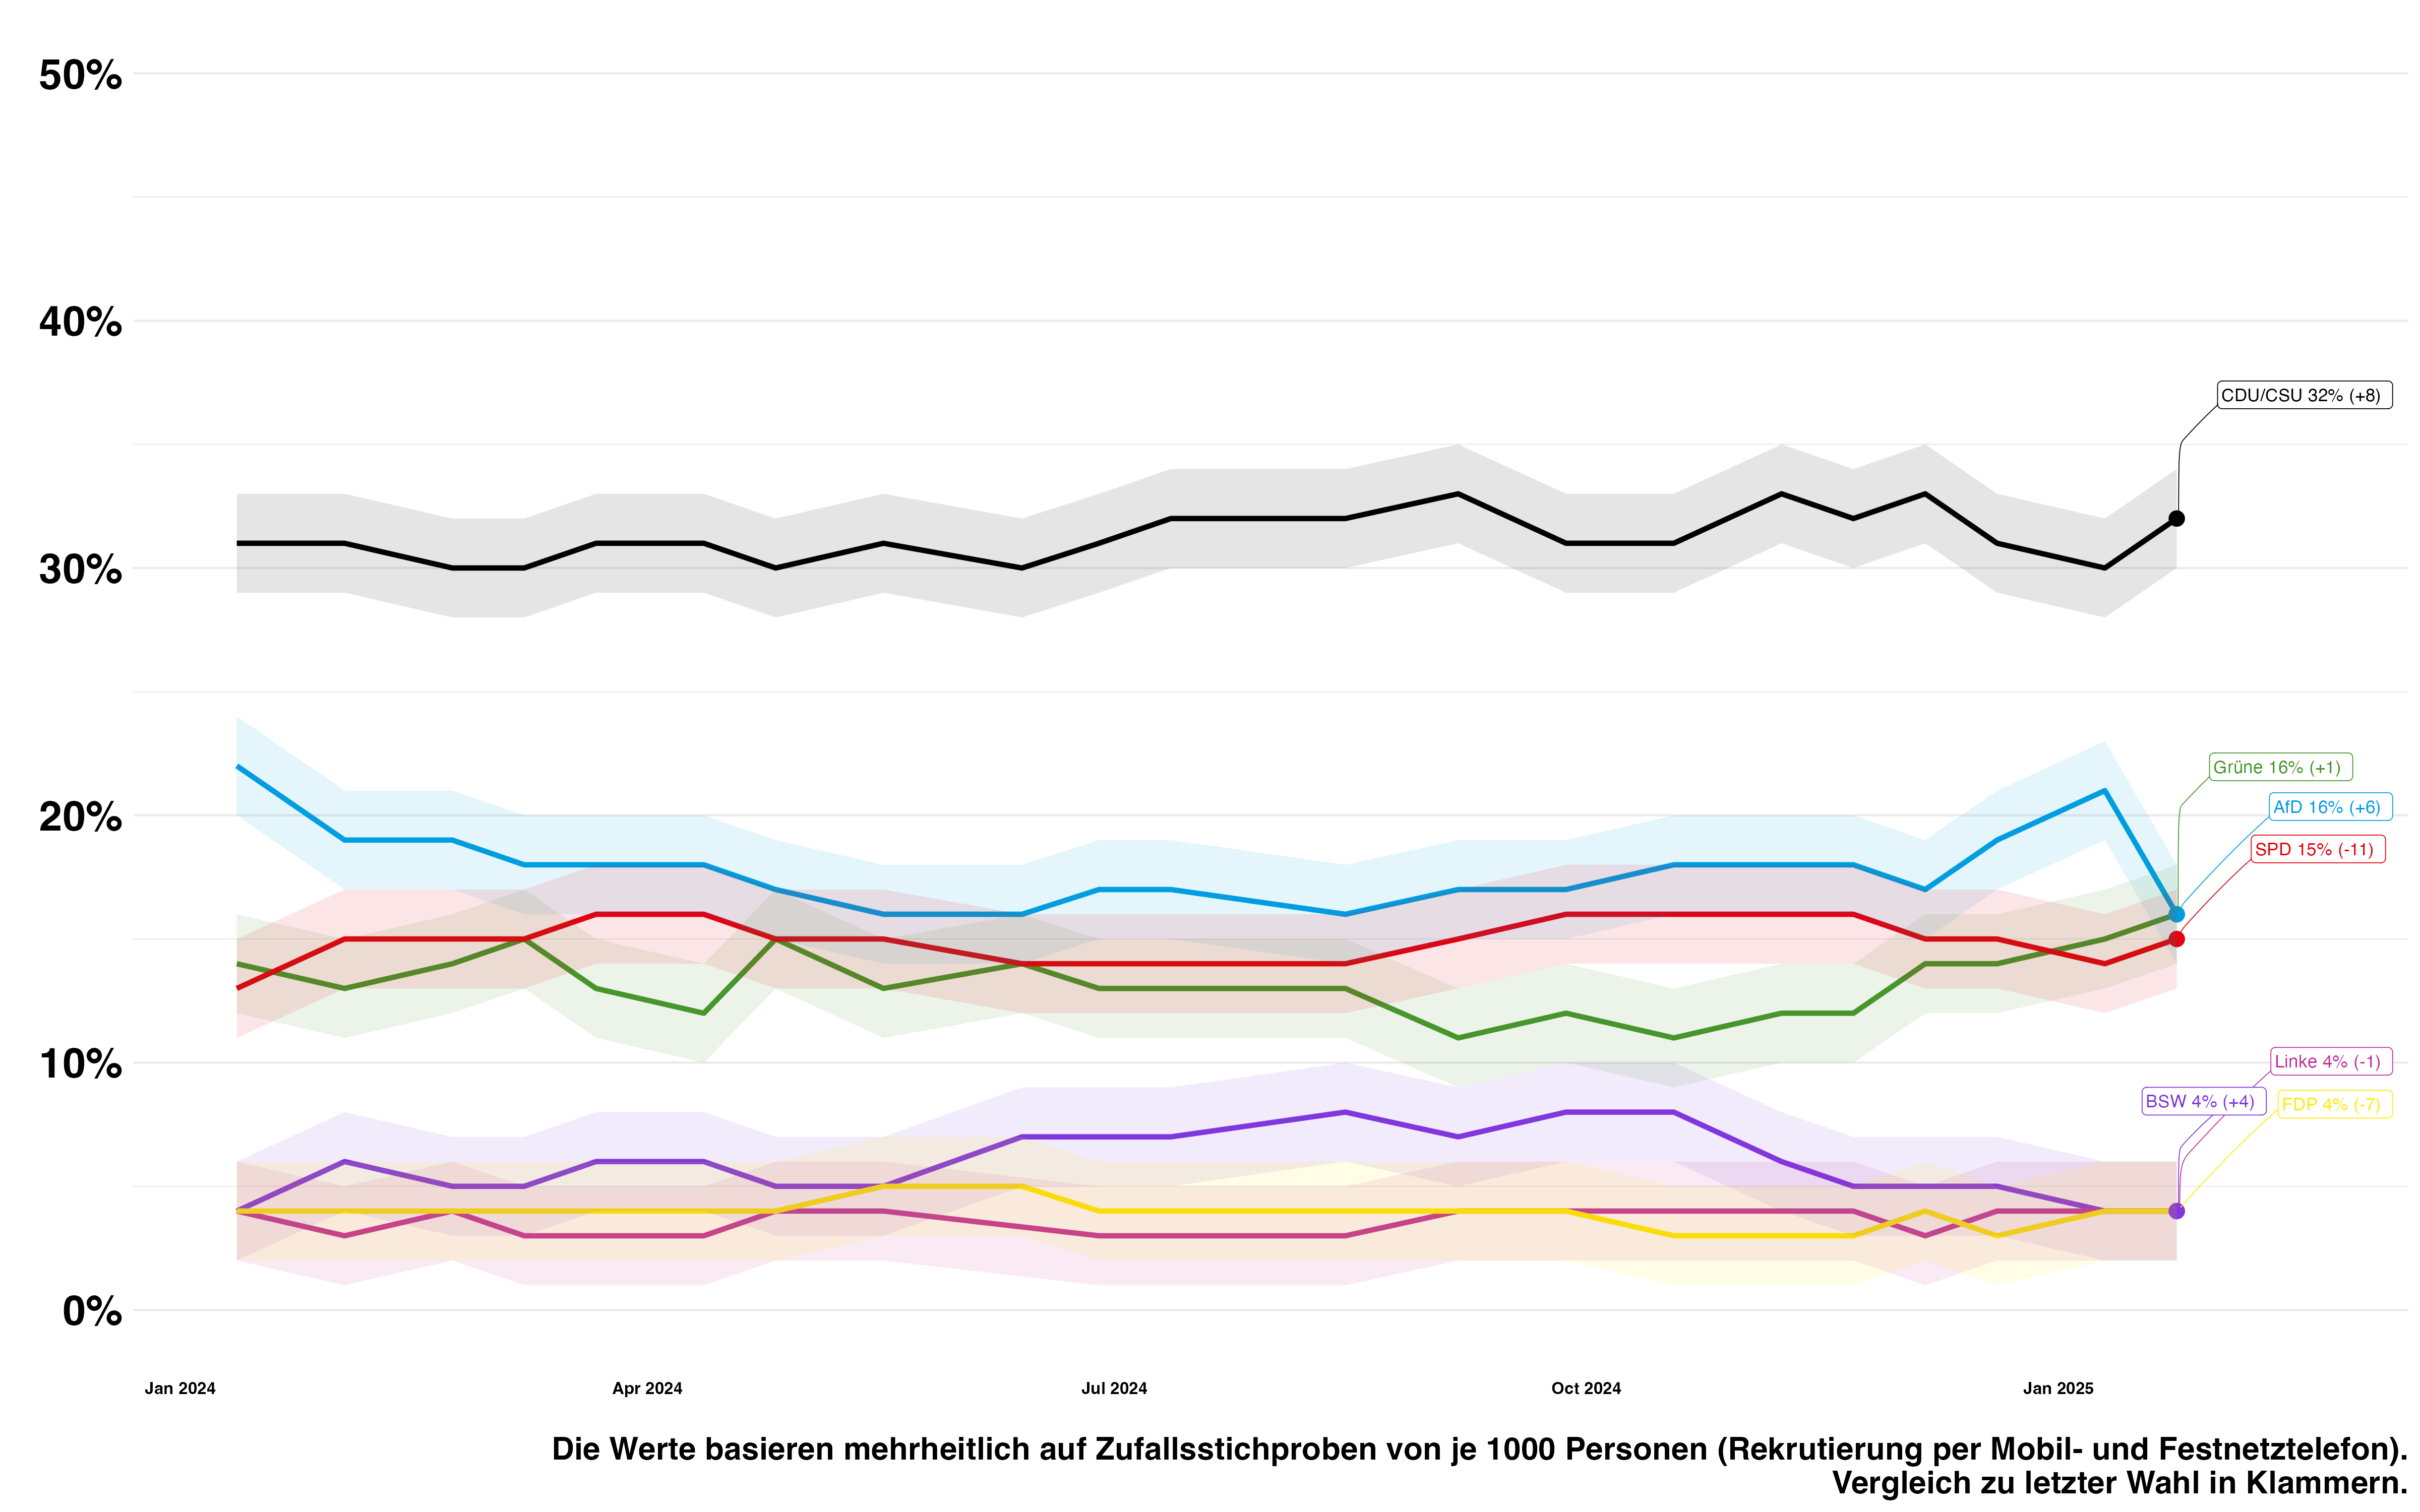 50%
40%
CDU/CSU 32% (+8)
30%
Grüne 16% (+1)
AfD 16% (+6)
20%
SPD 15% (-11)
10%
Linke 4% (-1)
BSW 4% (+4)
FDP 4% (-7)
0%
Jan 2024 Apr 2024 Jul 2024 Oct 2024 Jan 2025
Die Werte basieren mehrheitlich auf Zufallsstichproben von je 1000 Personen (Rekrutierung per Mobil- und Festnetztelefon).
Vergleich zu letzter Wahl in Klammern.